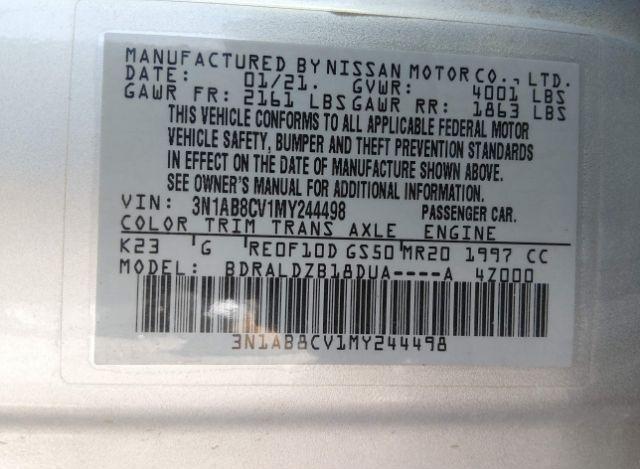 MANUFACTURED BY NISSAN MOTOR CO., LTD.
DATE: 01/21. GVWR: 4001 LBS
GAWR FR: 2161 LBS GAWR RR: 1863 LBS
THIS VEHICLE CONFORMS TO ALL APPLICABLE FEDERAL MOTOR
VEHICLE SAFETY, BUMPER AND THEFT PREVENTION STANDARDS
IN EFFECT ON THE DATE OF MANUFACTURE SHOWN ABOVE.
SEE OWNER'S MANUAL FOR ADDITIONAL INFORMATION.
VIN: 3N1AB8CV1MY244498 PASSENGER CAR.
COLOR TRIM TRANS AXLE ENGINE
K23 G RE0F10D GS50 MR20 1997 CC
MODEL: BDRALDZB18DUA----A 4Z000
3N1AB8CV1MY244498